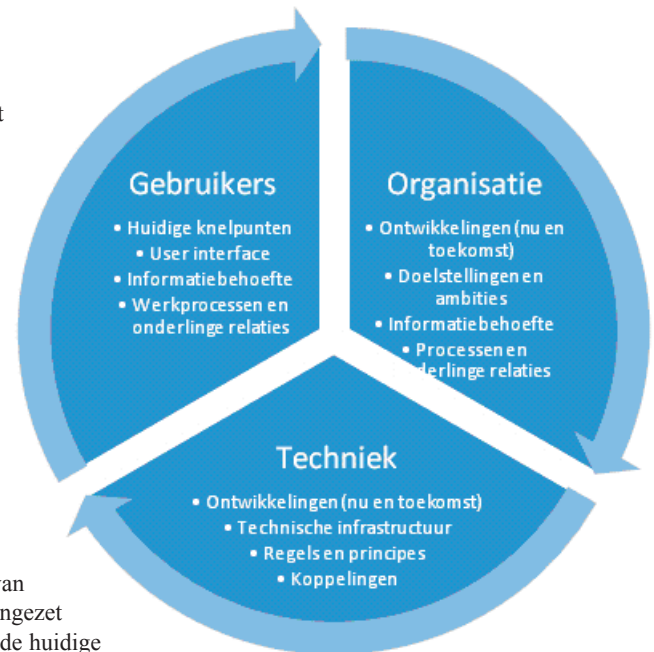 t
Gebruikers
• Huidige knelpunten
• User interface
• Informatiebehoefte
• Werkprocessen en
onderlinge relaties
Organisatie
• Ontwikkelingen (nu en
toekomst)
• Doelstellingen en
ambities
• Informatiebehoefte
• Processen en
derlinge relaties
Techniek
• Ontwikkelingen (nu en toekomst)
• Technische infrastructuur
• Regels en principes
• Koppelingen
van
ngezet
de huidige